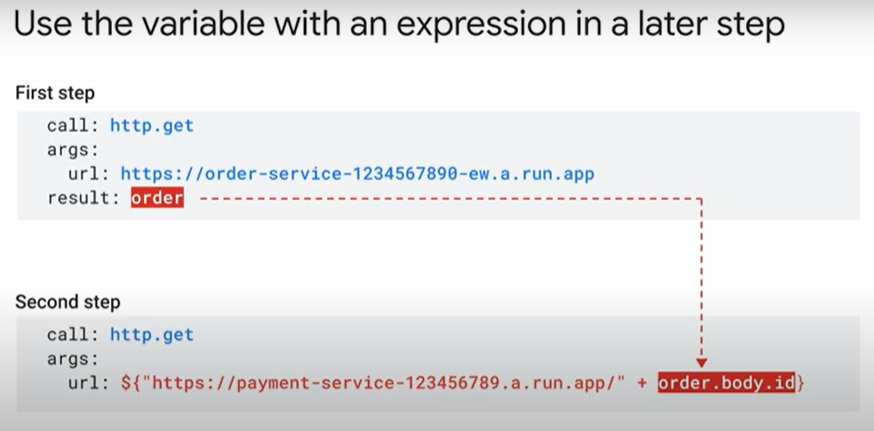 Use the variable with an expression in a later step
First step
call: http.get
args:
url: https://order-service-1234567890-ew.a.run.app
result: order
Second step
call: http.get
args:
url: ${"https://payment-service-123456789.a.run.app/" + order.body.id}